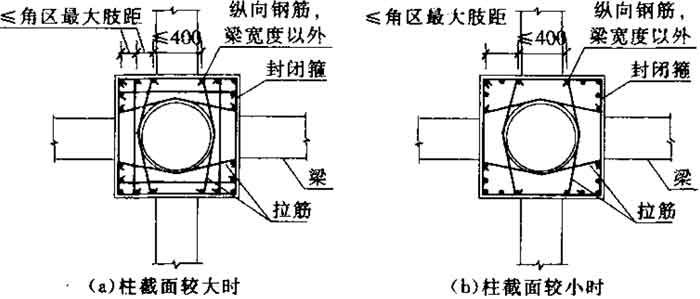 ≤角区最大肢距
≤400
纵向钢筋，
梁宽度以外
封闭箍
梁
拉筋
(a)柱截面较大时
≤角区最大肢距
≤400
纵向钢筋，
梁宽度以外
封闭箍
梁
拉筋
(b)柱截面较小时